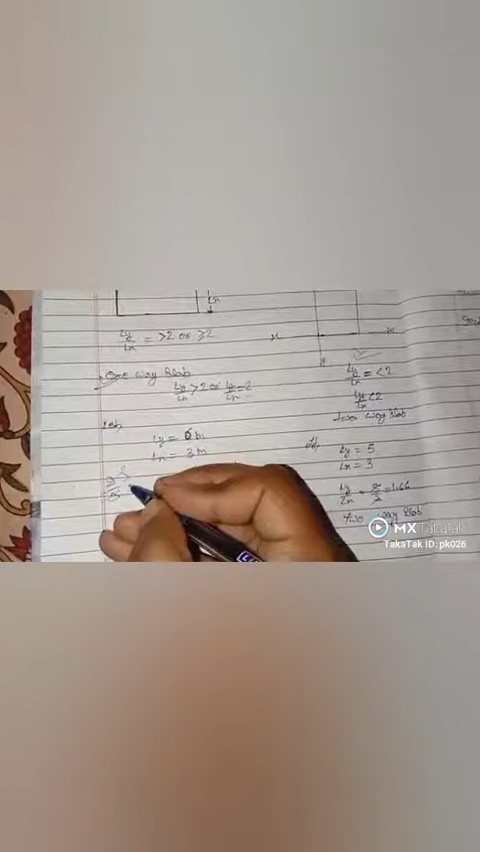 Lx
Ly/Lx = >2 or ≥2
One way slab
Ly/Lx >2 or Ly/Lx =2
Ly = 6m
Lx = 3m
Ly/Lx = <2
Ly/Lx <2
two way slab
Ly = 5
Lx = 3
Ly/Lx = 5/3 = 1.66
two way slab
MX TakaTak
TakaTak ID: pk026